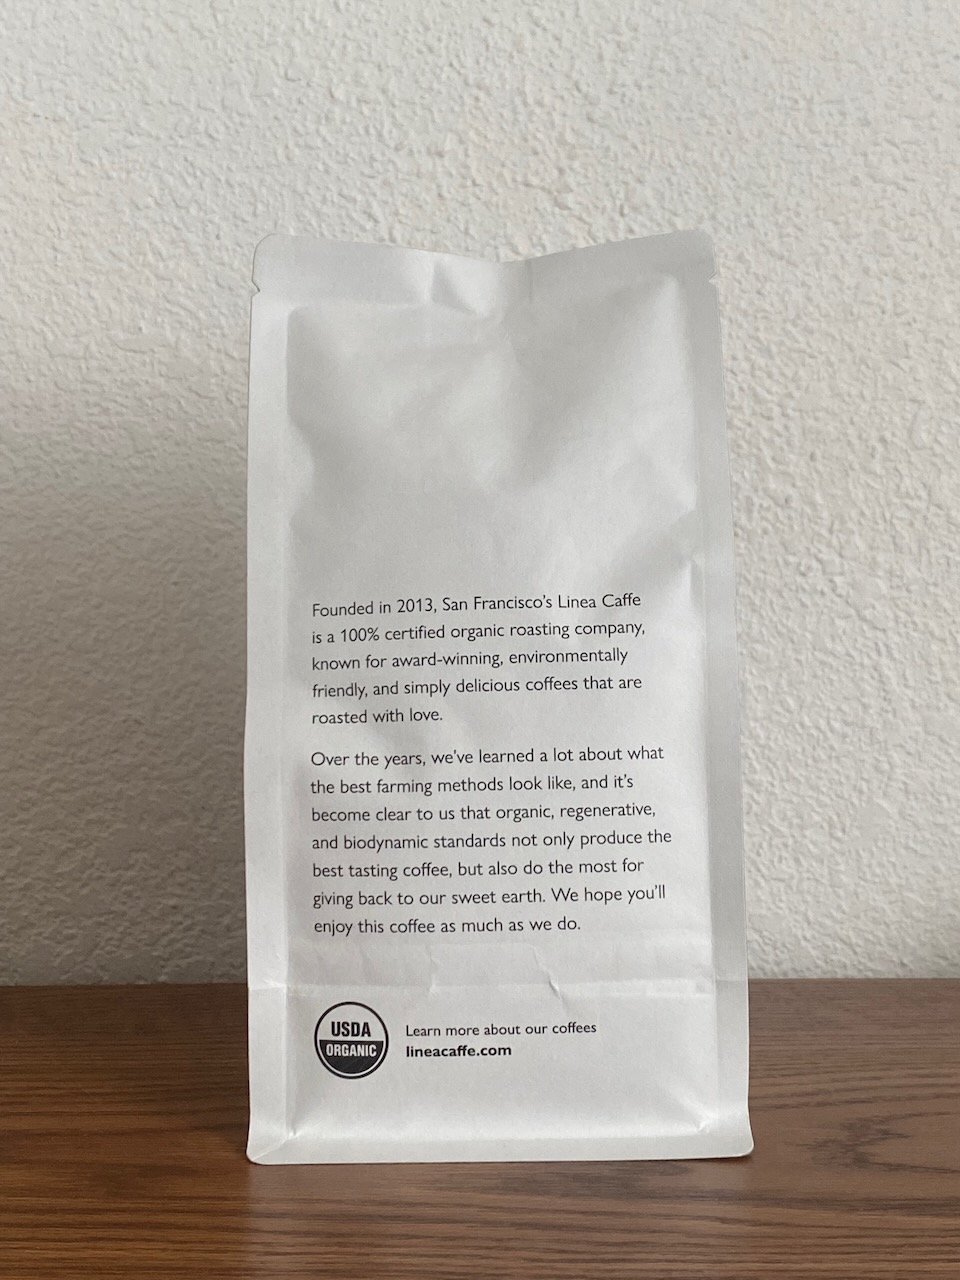 Founded in 2013, San Francisco's Linea Caffe
is a 100% certified organic roasting company,
known for award-winning, environmentally
friendly, and simply delicious coffees that are
roasted with love.
Over the years, we've learned a lot about what
the best farming methods look like, and it's
become clear to us that organic, regenerative,
and biodynamic standards not only produce the
best tasting coffee, but also do the most for
giving back to our sweet earth. We hope you'll
enjoy this coffee as much as we do.
USDA
ORGANIC
Learn more about our coffees
lineacaffe.com